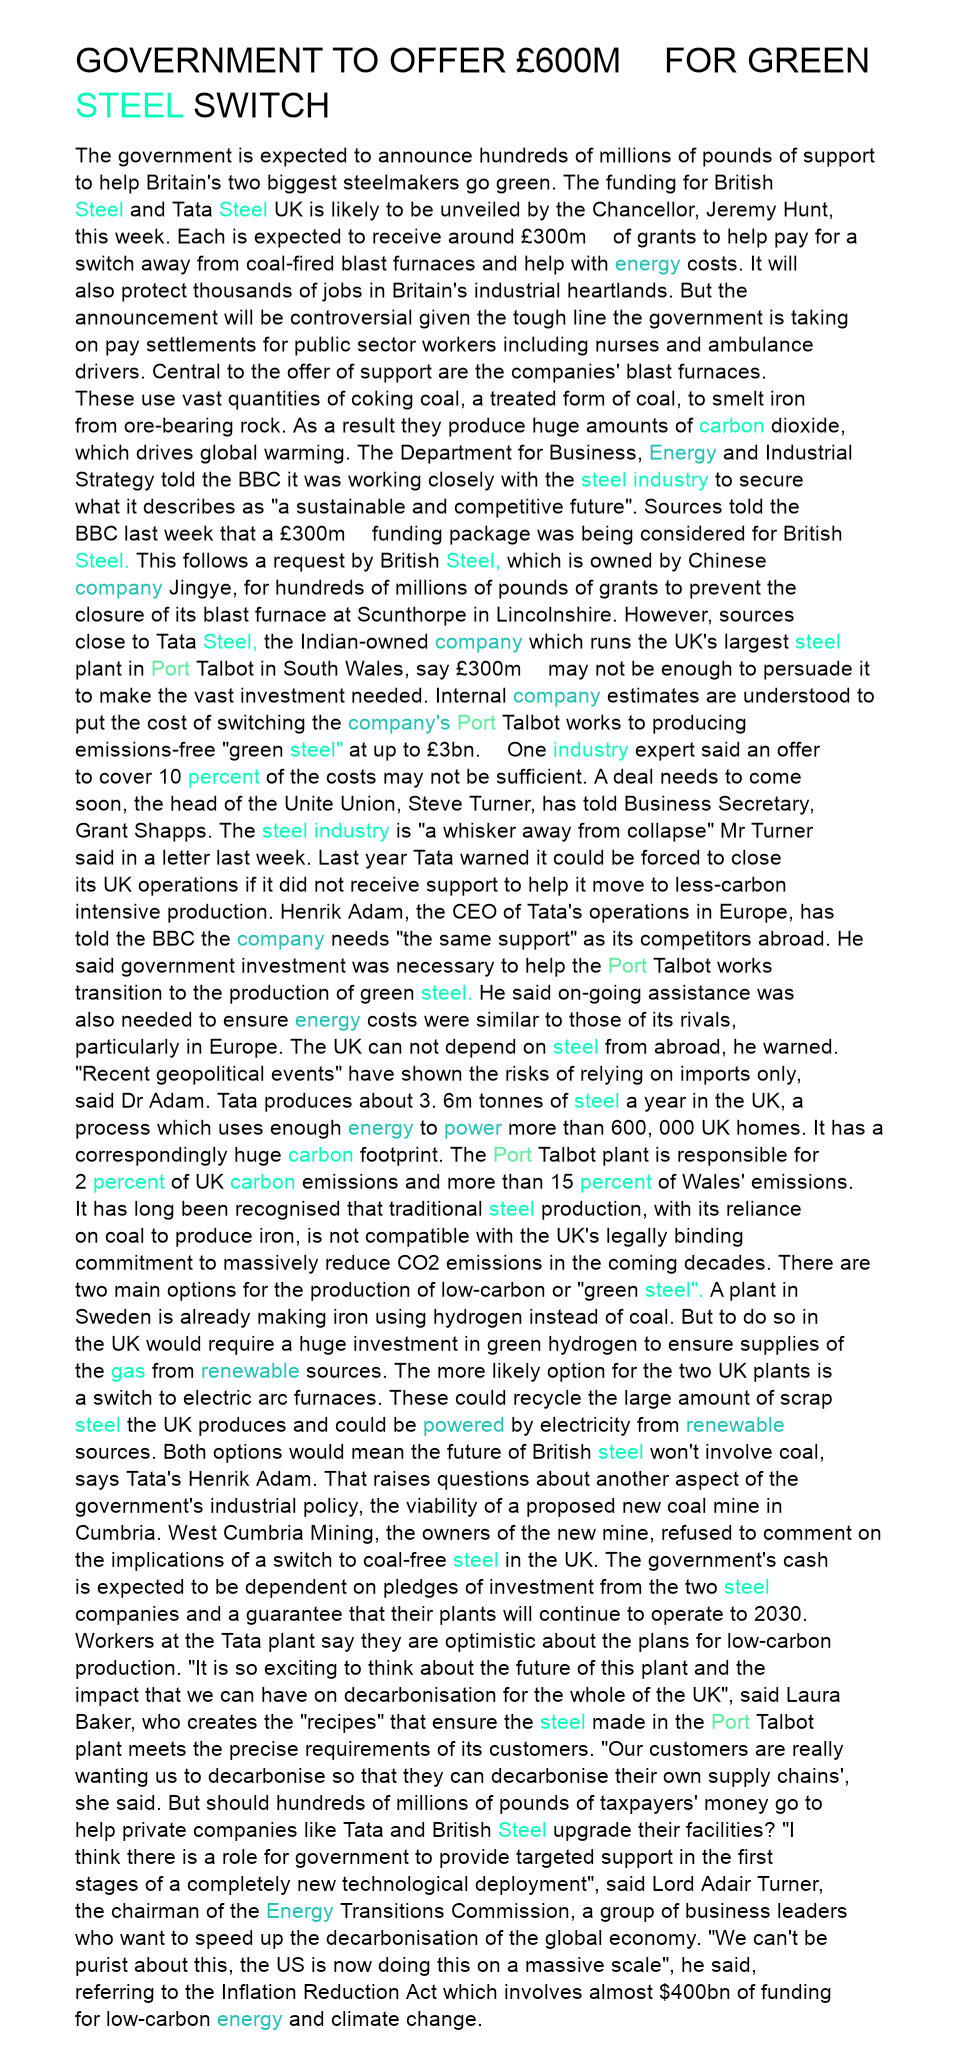 GOVERNMENT TO OFFER £600M FOR GREEN
STEEL SWITCH
The government is expected to announce hundreds of millions of pounds of support
to help Britain's two biggest steelmakers go green. The funding for British
Steel and Tata Steel UK is likely to be unveiled by the Chancellor, Jeremy Hunt,
this week. Each is expected to receive around £300m of grants to help pay for a
switch away from coal-fired blast furnaces and help with energy costs. It will
also protect thousands of jobs in Britain's industrial heartlands. But the
announcement will be controversial given the tough line the government is taking
on pay settlements for public sector workers including nurses and ambulance
drivers. Central to the offer of support are the companies' blast furnaces.
These use vast quantities of coking coal, a treated form of coal, to smelt iron
from ore-bearing rock. As a result they produce huge amounts of carbon dioxide,
which drives global warming. The Department for Business, Energy and Industrial
Strategy told the BBC it was working closely with the steel industry to secure
what it describes as "a sustainable and competitive future". Sources told the
BBC last week that a £300m funding package was being considered for British
Steel. This follows a request by British Steel, which is owned by Chinese
company Jingye, for hundreds of millions of pounds of grants to prevent the
closure of its blast furnace at Scunthorpe in Lincolnshire. However, sources
close to Tata Steel, the Indian-owned company which runs the UK's largest steel
plant in Port Talbot in South Wales, say £300m may not be enough to persuade it
to make the vast investment needed. Internal company estimates are understood to
put the cost of switching the company's Port Talbot works to producing
emissions-free "green steel" at up to £3bn. One industry expert said an offer
to cover 10 percent of the costs may not be sufficient. A deal needs to come
soon, the head of the Unite Union, Steve Turner, has told Business Secretary,
Grant Shapps. The steel industry is "a whisker away from collapse" Mr Turner
said in a letter last week. Last year Tata warned it could be forced to close
its UK operations if it did not receive support to help it move to less-carbon
intensive production. Henrik Adam, the CEO of Tata's operations in Europe, has
told the BBC the company needs "the same support" as its competitors abroad. He
said government investment was necessary to help the Port Talbot works
transition to the production of green steel. He said on-going assistance was
also needed to ensure energy costs were similar to those of its rivals,
particularly in Europe. The UK can not depend on steel from abroad, he warned.
"Recent geopolitical events" have shown the risks of relying on imports only,
said Dr Adam. Tata produces about 3. 6m tonnes of steel a year in the UK, a
process which uses enough energy to power more than 600, 000 UK homes. It has a
correspondingly huge carbon footprint. The Port Talbot plant is responsible for
2 percent of UK carbon emissions and more than 15 percent of Wales' emissions.
It has long been recognised that traditional steel production, with its reliance
on coal to produce iron, is not compatible with the UK's legally binding
commitment to massively reduce CO2 emissions in the coming decades. There are
two main options for the production of low-carbon or "green steel". A plant in
Sweden is already making iron using hydrogen instead of coal. But to do so in
the UK would require a huge investment in green hydrogen to ensure supplies of
the gas from renewable sources. The more likely option for the two UK plants is
a switch to electric arc furnaces. These could recycle the large amount of scrap
steel the UK produces and could be powered by electricity from renewable
sources. Both options would mean the future of British steel won't involve coal,
says Tata's Henrik Adam. That raises questions about another aspect of the
government's industrial policy, the viability of a proposed new coal mine in
Cumbria. West Cumbria Mining, the owners of the new mine, refused to comment on
the implications of a switch to coal-free steel in the UK. The government's cash
is expected to be dependent on pledges of investment from the two steel
companies and a guarantee that their plants will continue to operate to 2030.
Workers at the Tata plant say they are optimistic about the plans for low-carbon
production. "It is so exciting to think about the future of this plant and the
impact that we can have on decarbonisation for the whole of the UK", said Laura
Baker, who creates the "recipes" that ensure the steel made in the Port Talbot
plant meets the precise requirements of its customers. "Our customers are really
wanting us to decarbonise so that they can decarbonise their own supply chains',
she said. But should hundreds of millions of pounds of taxpayers' money go to
help private companies like Tata and British Steel upgrade their facilities? "I
think there is a role for government to provide targeted support in the first
stages of a completely new technological deployment", said Lord Adair Turner,
the chairman of the Energy Transitions Commission, a group of business leaders
who want to speed up the decarbonisation of the global economy. "We can't be
purist about this, the US is now doing this on a massive scale", he said,
referring to the Inflation Reduction Act which involves almost $400bn of funding
for low-carbon energy and climate change.